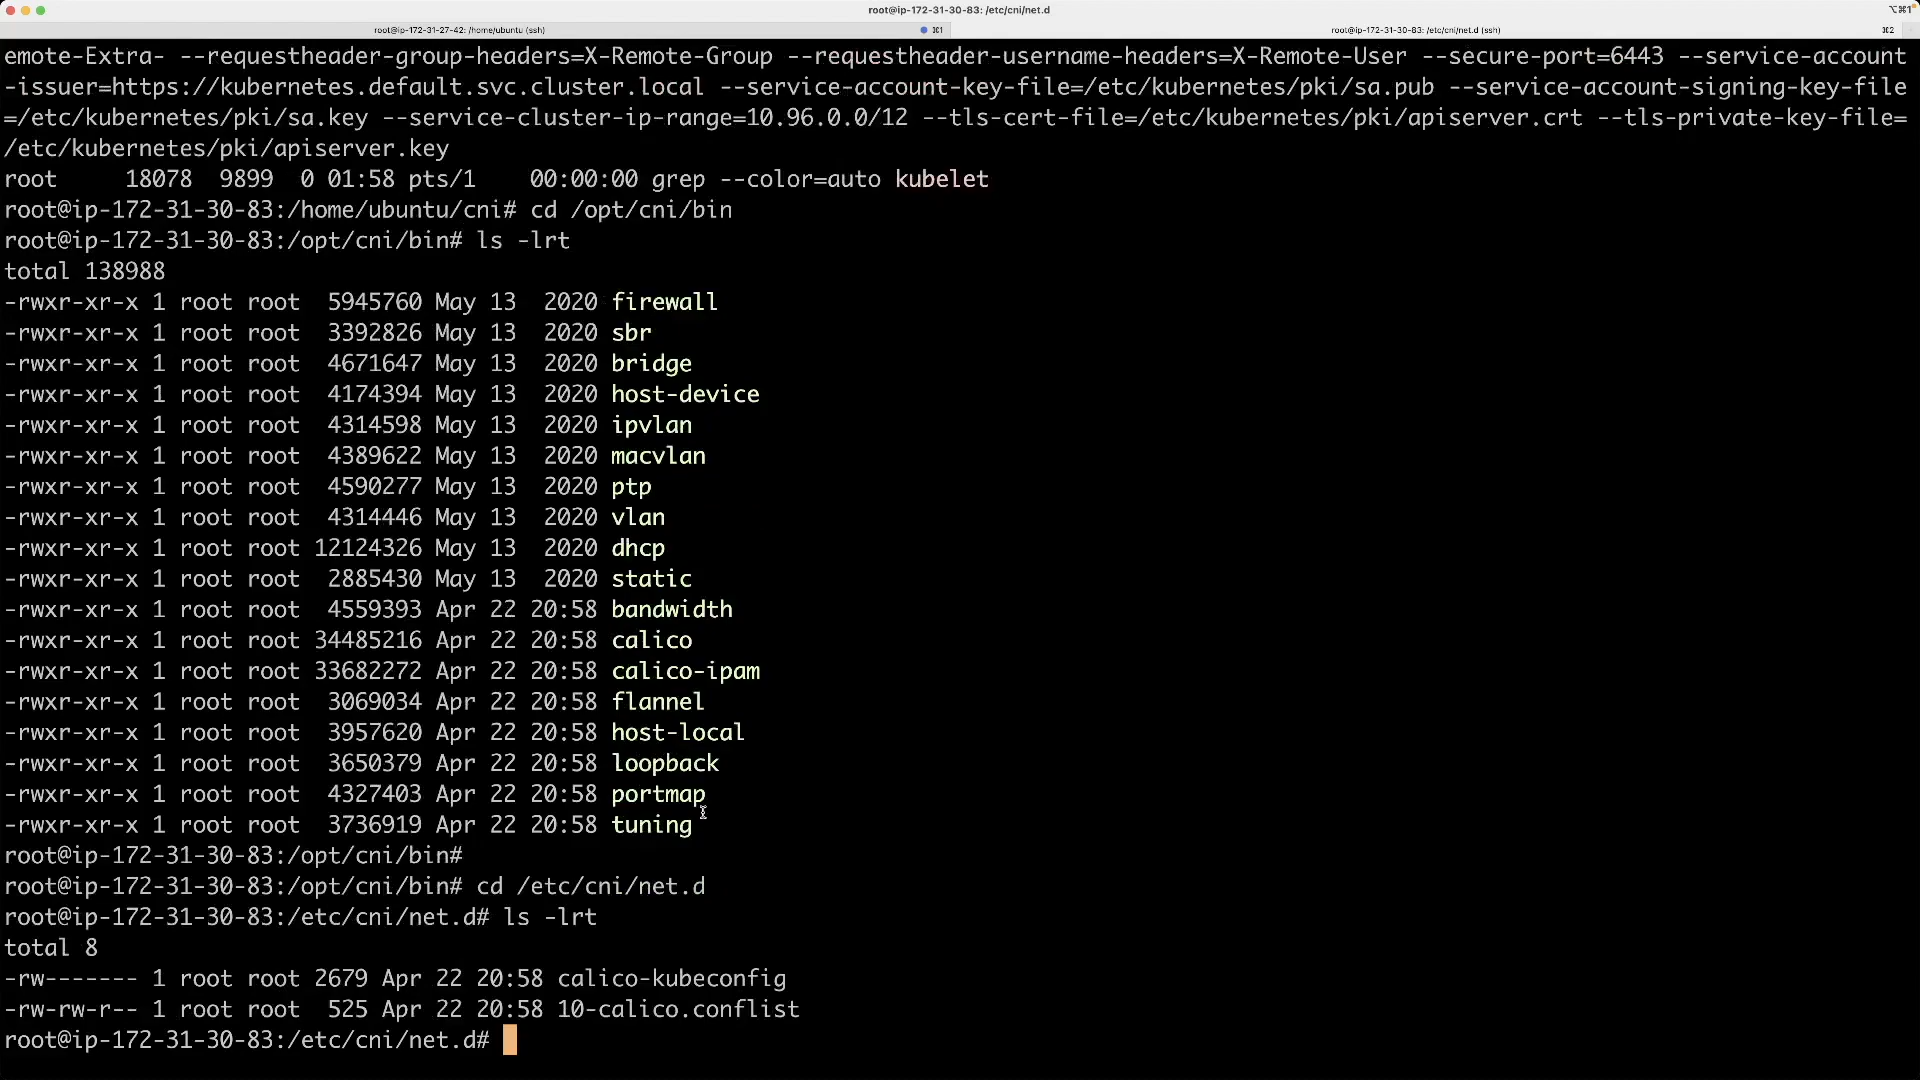 root@ip-172-31-30-83: /etc/cni/net.d
⌥⌘1
root@ip-172-31-27-42: /home/ubuntu (ssh)
⌘1
root@ip-172-31-30-83: /etc/cni/net.d (ssh)
⌘2
emote-Extra- --requestheader-group-headers=X-Remote-Group --requestheader-username-headers=X-Remote-User --secure-port=6443 --service-account
-issuer=https://kubernetes.default.svc.cluster.local --service-account-key-file=/etc/kubernetes/pki/sa.pub --service-account-signing-key-file
=/etc/kubernetes/pki/sa.key --service-cluster-ip-range=10.96.0.0/12 --tls-cert-file=/etc/kubernetes/pki/apiserver.crt --tls-private-key-file=
/etc/kubernetes/pki/apiserver.key
root     18078  9899  0 01:58 pts/1    00:00:00 grep --color=auto kubelet
root@ip-172-31-30-83:/home/ubuntu/cni# cd /opt/cni/bin
root@ip-172-31-30-83:/opt/cni/bin# ls -lrt
total 138988
-rwxr-xr-x 1 root root  5945760 May 13  2020 firewall
-rwxr-xr-x 1 root root  3392826 May 13  2020 sbr
-rwxr-xr-x 1 root root  4671647 May 13  2020 bridge
-rwxr-xr-x 1 root root  4174394 May 13  2020 host-device
-rwxr-xr-x 1 root root  4314598 May 13  2020 ipvlan
-rwxr-xr-x 1 root root  4389622 May 13  2020 macvlan
-rwxr-xr-x 1 root root  4590277 May 13  2020 ptp
-rwxr-xr-x 1 root root  4314446 May 13  2020 vlan
-rwxr-xr-x 1 root root 12124326 May 13  2020 dhcp
-rwxr-xr-x 1 root root  2885430 May 13  2020 static
-rwxr-xr-x 1 root root  4559393 Apr 22 20:58 bandwidth
-rwxr-xr-x 1 root root 34485216 Apr 22 20:58 calico
-rwxr-xr-x 1 root root 33682272 Apr 22 20:58 calico-ipam
-rwxr-xr-x 1 root root  3069034 Apr 22 20:58 flannel
-rwxr-xr-x 1 root root  3957620 Apr 22 20:58 host-local
-rwxr-xr-x 1 root root  3650379 Apr 22 20:58 loopback
-rwxr-xr-x 1 root root  4327403 Apr 22 20:58 portmap
-rwxr-xr-x 1 root root  3736919 Apr 22 20:58 tuning
root@ip-172-31-30-83:/opt/cni/bin#
root@ip-172-31-30-83:/opt/cni/bin# cd /etc/cni/net.d
root@ip-172-31-30-83:/etc/cni/net.d# ls -lrt
total 8
-rw------- 1 root root 2679 Apr 22 20:58 calico-kubeconfig
-rw-rw-r-- 1 root root  525 Apr 22 20:58 10-calico.conflist
root@ip-172-31-30-83:/etc/cni/net.d#